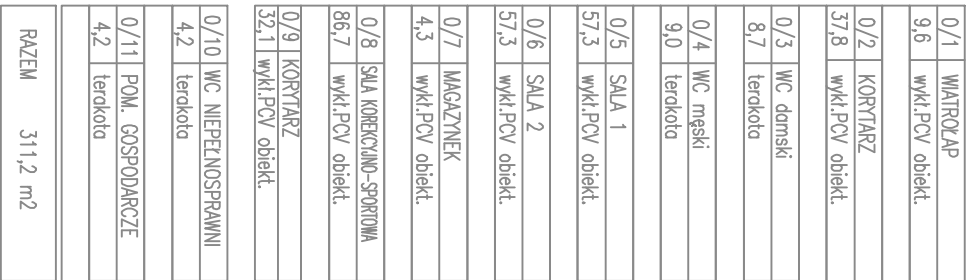 0/1 WIATROŁAP
9,6 wykł.PCV obiekt.
0/2 KORYTARZ
37,8 wykł.PCV obiekt.
0/3 WC damski
8,7 terakota
0/4 WC męski
9,0 terakota
0/5 SALA 1
57,3 wykł.PCV obiekt.
0/6 SALA 2
57,3 wykł.PCV obiekt.
0/7 MAGAZYNEK
4,3 wykł.PCV obiekt.
0/8 SALA KOREKCYJNO-SPORTOWA
86,7 wykł.PCV obiekt.
0/9 KORYTARZ
32,1 wykł.PCV obiekt.
0/10 WC NIEPEŁNOSPRAWNI
4,2 terakota
0/11 POM. GOSPODARCZE
4,2 terakota
RAZEM 311,2 m2